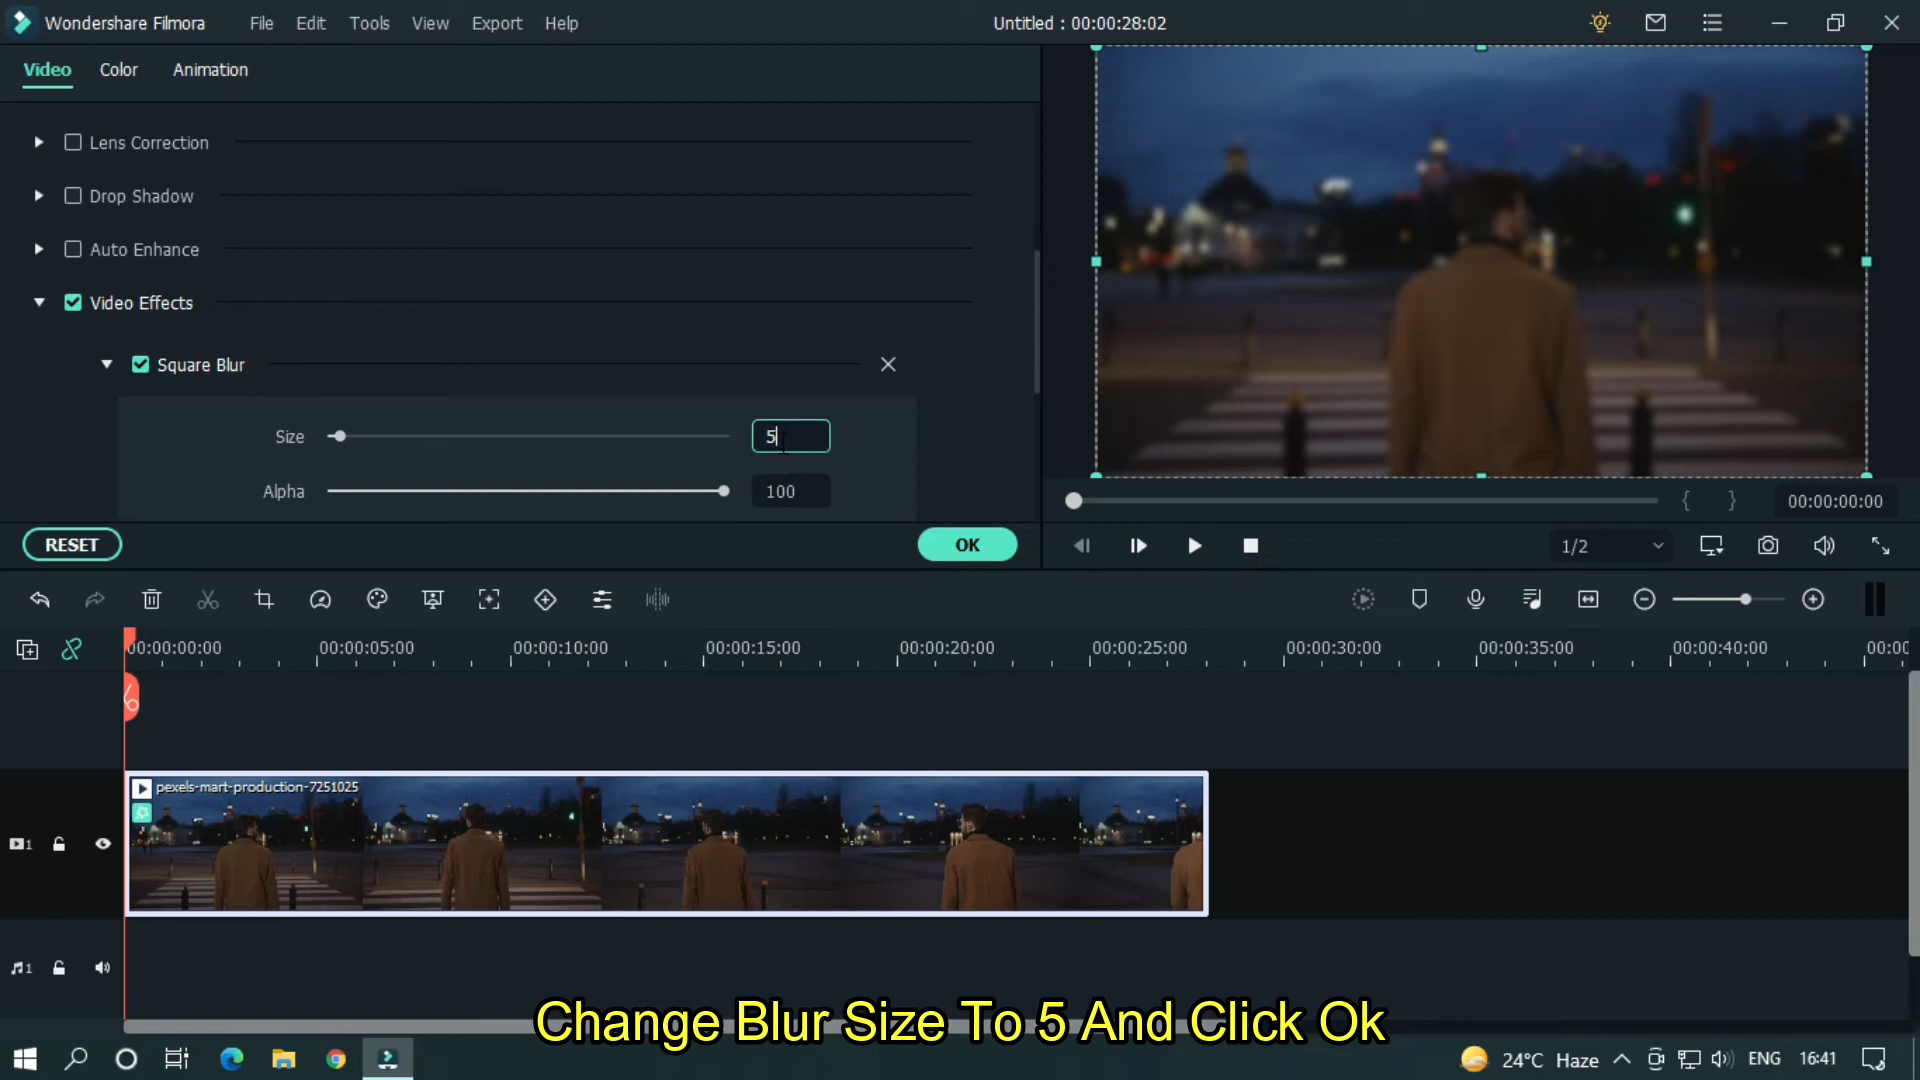 Wondershare Filmora
File
Edit
Tools
View
Export
Help
Untitled : 00:00:28:02
Video
Color
Animation
Lens Correction
Drop Shadow
Auto Enhance
Video Effects
Square Blur
Size
5
Alpha
100
RESET
OK
{ }
00:00:00:00
1/2
00:00:00:00
00:00:05:00
00:00:10:00
00:00:15:00
00:00:20:00
00:00:25:00
00:00:30:00
00:00:35:00
00:00:40:00
00:00
pexels-mart-production-7251025
1
1
Change Blur Size To 5 And Click Ok
24°C Haze
ENG
16:41